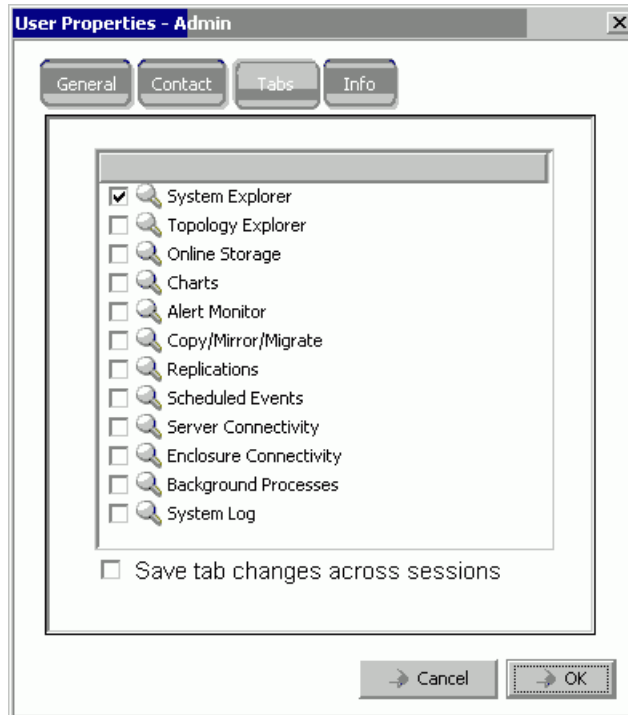 User Properties - Admin
General Contact Tabs Info
System Explorer
Topology Explorer
Online Storage
Charts
Alert Monitor
Copy/Mirror/Migrate
Replications
Scheduled Events
Server Connectivity
Enclosure Connectivity
Background Processes
System Log
Save tab changes across sessions
Cancel OK